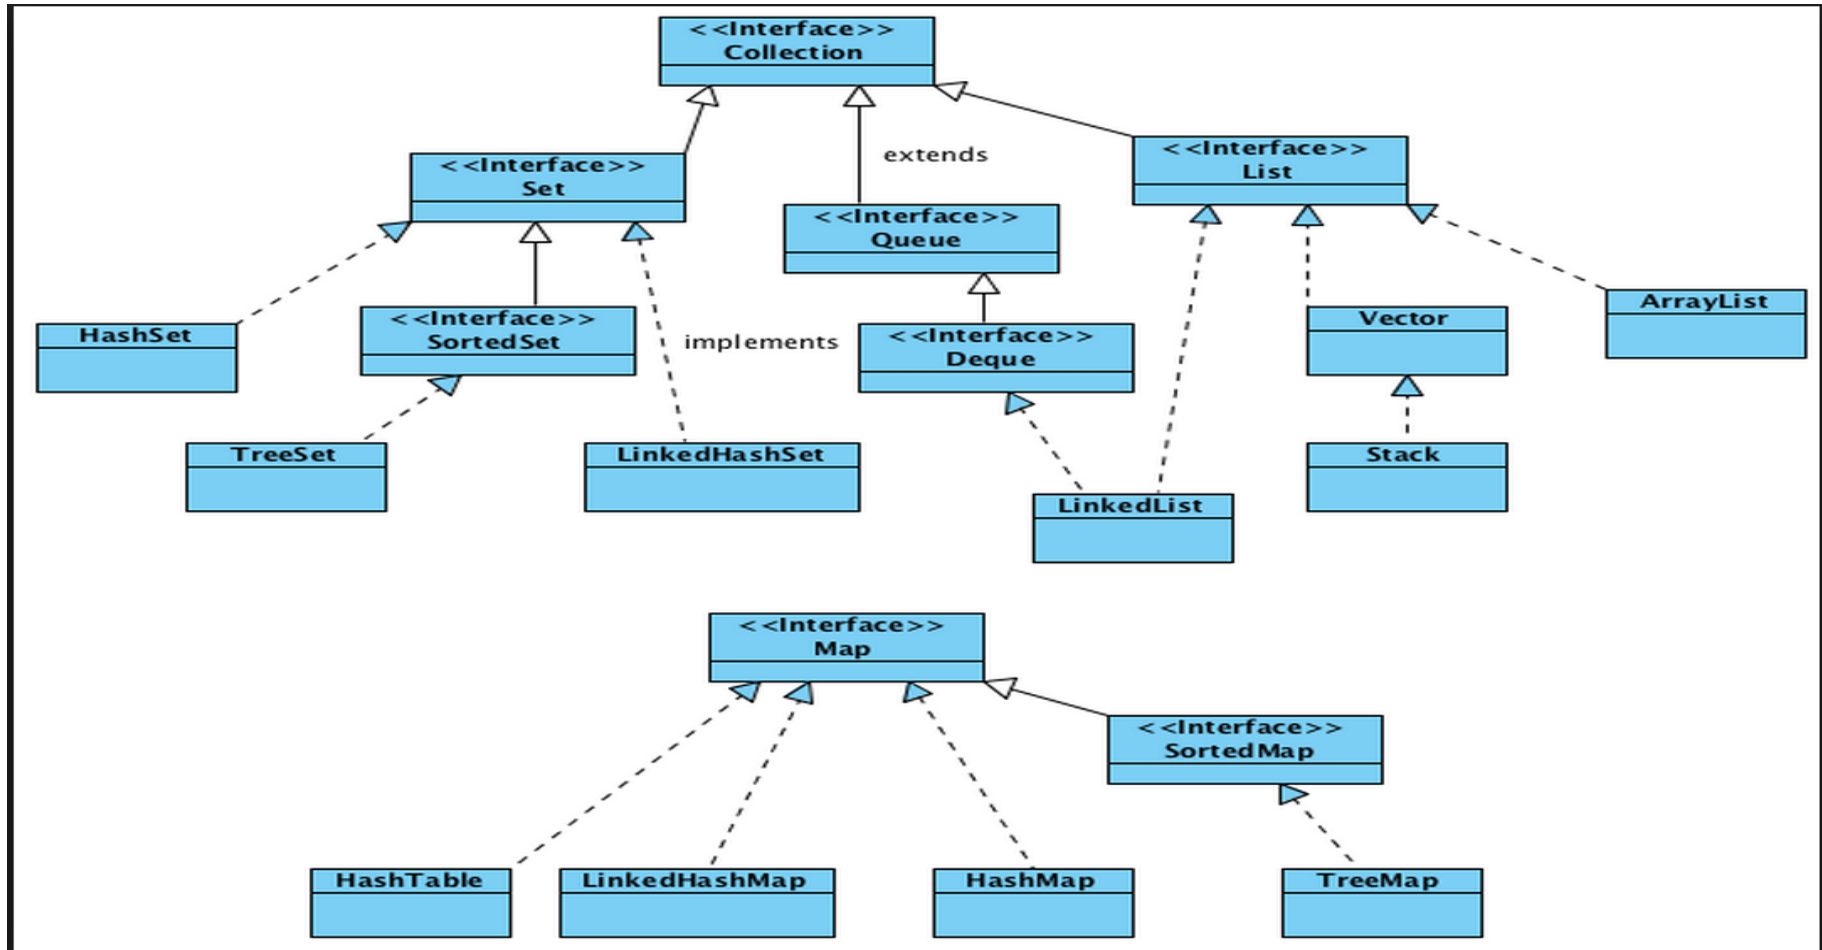 <<Interface>>
Collection
<<Interface>>
Set
extends
<<Interface>>
List
<<Interface>>
Queue
HashSet
<<Interface>>
SortedSet
implements
<<Interface>>
Deque
Vector
ArrayList
TreeSet
LinkedHashSet
LinkedList
Stack
<<Interface>>
Map
<<Interface>>
SortedMap
HashTable
LinkedHashMap
HashMap
TreeMap